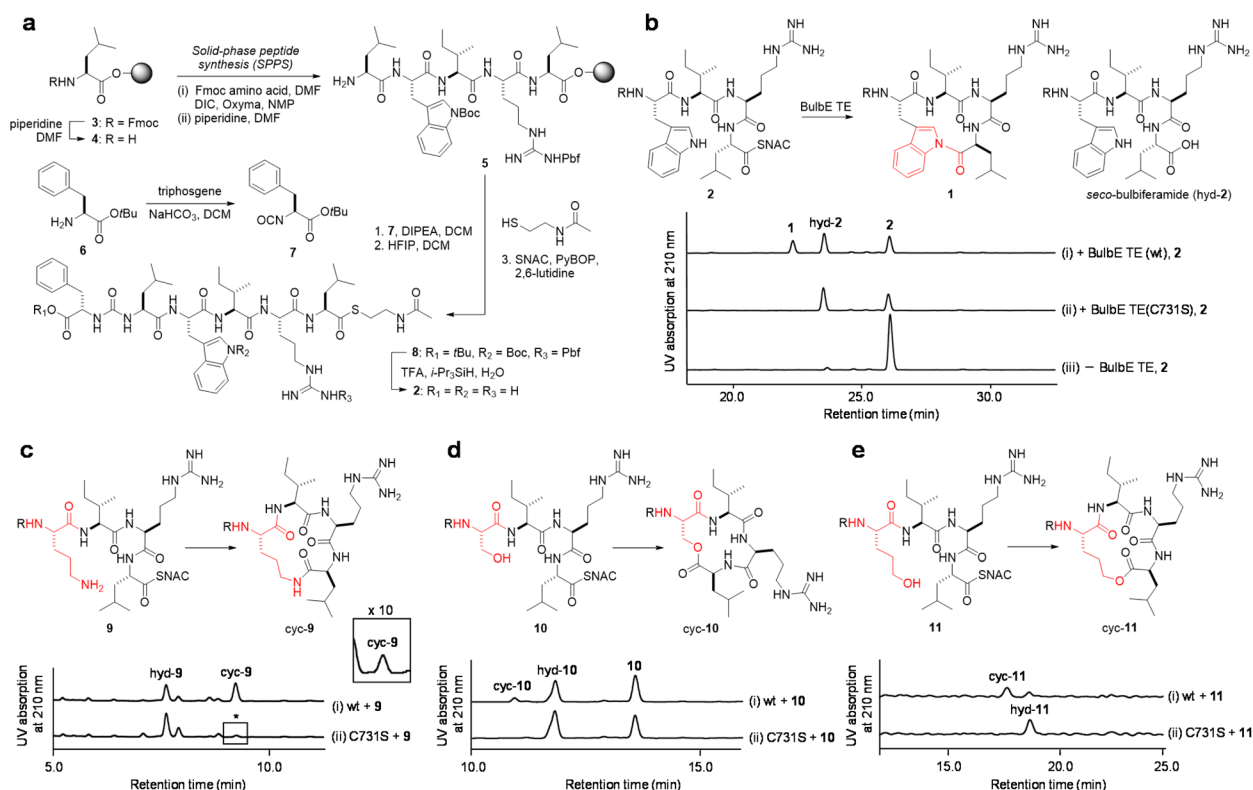 a
Solid-phase peptide
synthesis (SPPS)
(i) Fmoc amino acid, DMF
DIC, Oxyma, NMP
(ii) piperidine, DMF
RHN
O
O
piperidine
DMF
3: R = Fmoc
4: R = H
H2N
NBoc
HN
NHPbf
5
triphosgene
NaHCO3, DCM
H2N
OtBu
6
OCN
OtBu
7
1. 7, DIPEA, DCM
2. HFIP, DCM
HS
3. SNAC, PyBOP,
2,6-lutidine
R1O
N R2
HN
NHR3
8: R1 = tBu, R2 = Boc, R3 = Pbf
TFA, i-Pr3SiH, H2O
2: R1 = R2 = R3 = H
b
BulbE TE
SNAC
2
1
seco-bulbiferamide (hyd-2)
UV absorption at 210 nm
1
hyd-2
2
(i) + BulbE TE (wt), 2
(ii) + BulbE TE(C731S), 2
(iii) − BulbE TE, 2
20.0
25.0
30.0
Retention time (min)
c
RHN
NH2
SNAC
9
cyc-9
x 10
cyc-9
UV absorption
at 210 nm
hyd-9
cyc-9
(i) wt + 9
*
(ii) C731S + 9
5.0
10.0
Retention time (min)
d
RHN
OH
SNAC
10
cyc-10
UV absorption
at 210 nm
cyc-10
hyd-10
10
(i) wt + 10
(ii) C731S + 10
10.0
15.0
Retention time (min)
e
RHN
OH
SNAC
11
cyc-11
UV absorption
at 210 nm
cyc-11
(i) wt + 11
hyd-11
(ii) C731S + 11
15.0
20.0
25.0
Retention time (min)